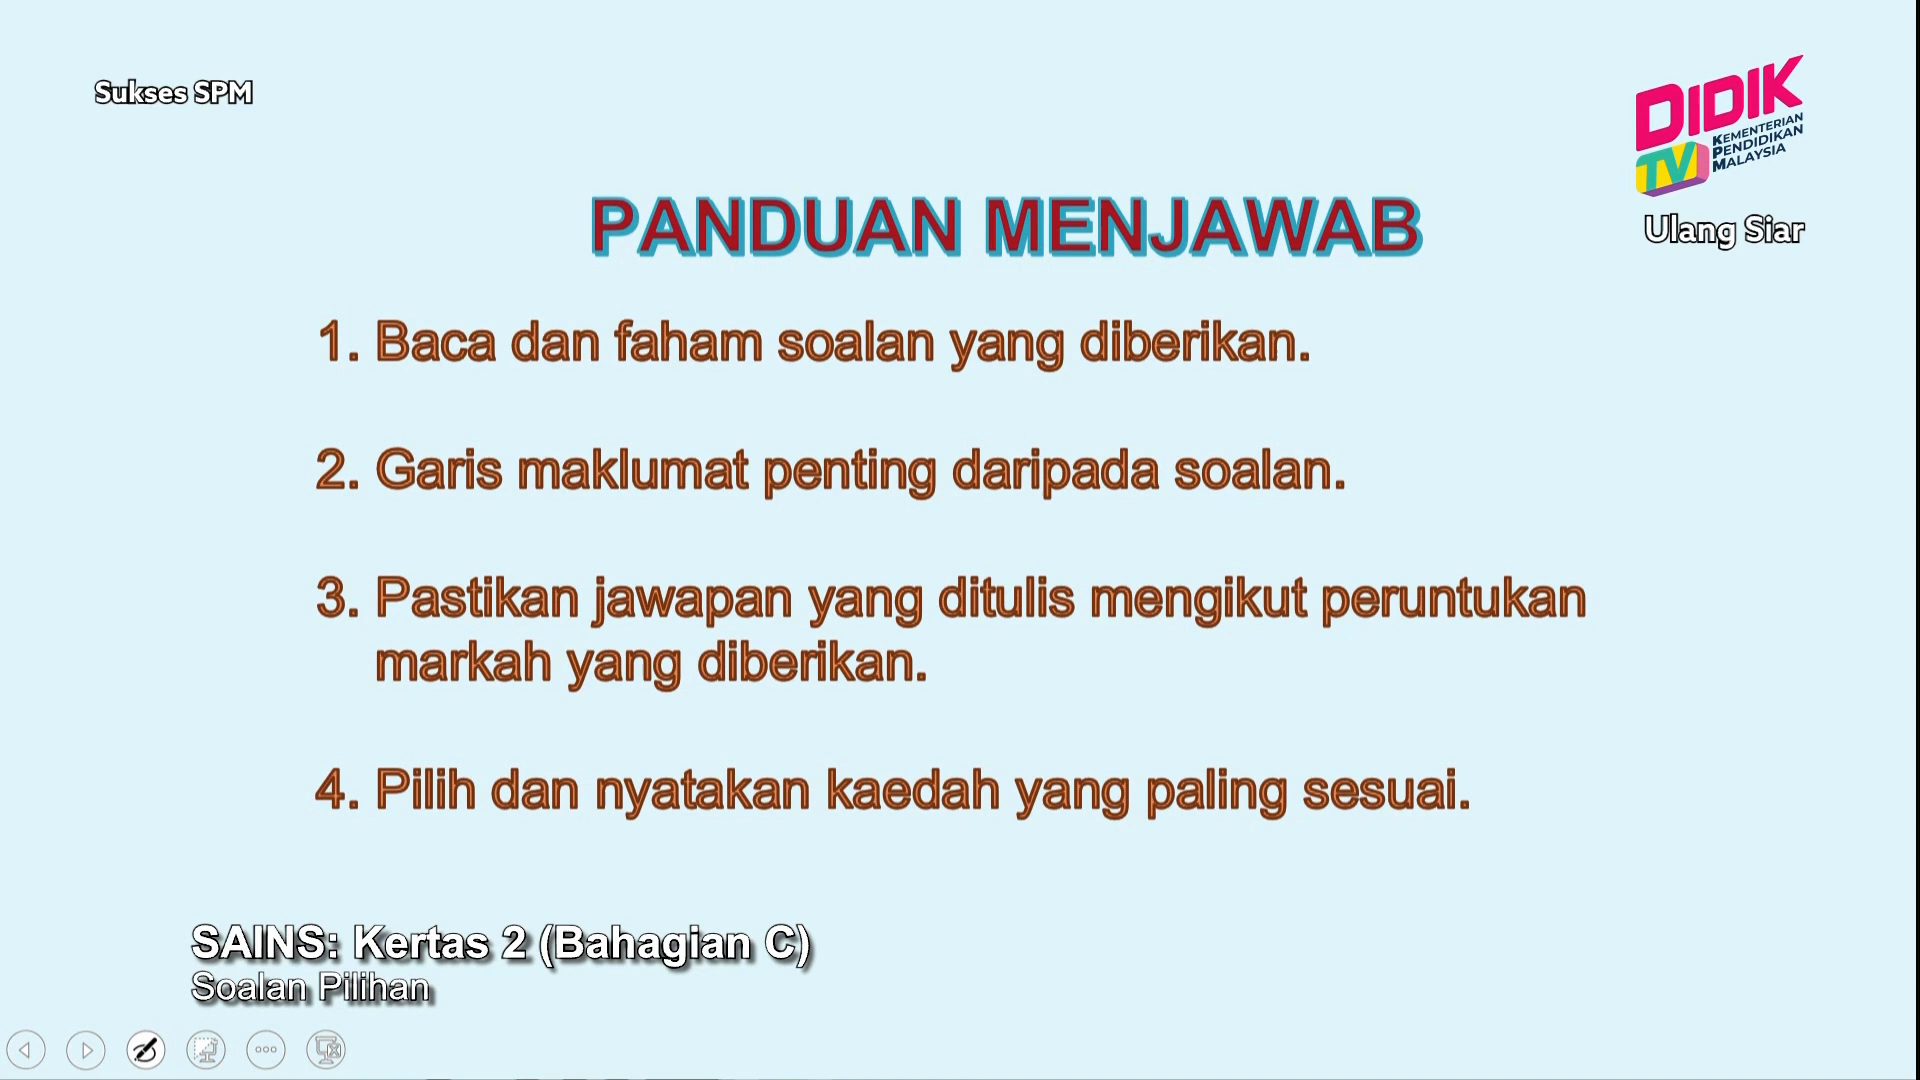 Sukses SPM
DIDIK
TV
KEMENTERIAN
PENDIDIKAN
MALAYSIA
Ulang Siar
PANDUAN MENJAWAB
1. Baca dan faham soalan yang diberikan.
2. Garis maklumat penting daripada soalan.
3. Pastikan jawapan yang ditulis mengikut peruntukan
markah yang diberikan.
4. Pilih dan nyatakan kaedah yang paling sesuai.
SAINS: Kertas 2 (Bahagian C)
Soalan Pilihan